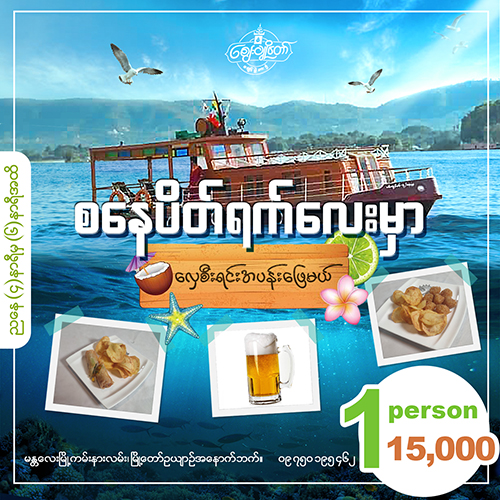 စနေပိတ်ရက်လေးမှာ
လှေစီးရင်းအပန်းဖြေမယ်
ညနေ (၄) နာရီမှ (၆) နာရီအထိ
1 person
15,000
မန္တလေးမြို့ကမ်းနားလမ်း၊ မြို့တော်ဥယျာဉ်အနောက်ဘက်။ ၀၉ ၇၅၀ ၁၉၅ ၄၆၂